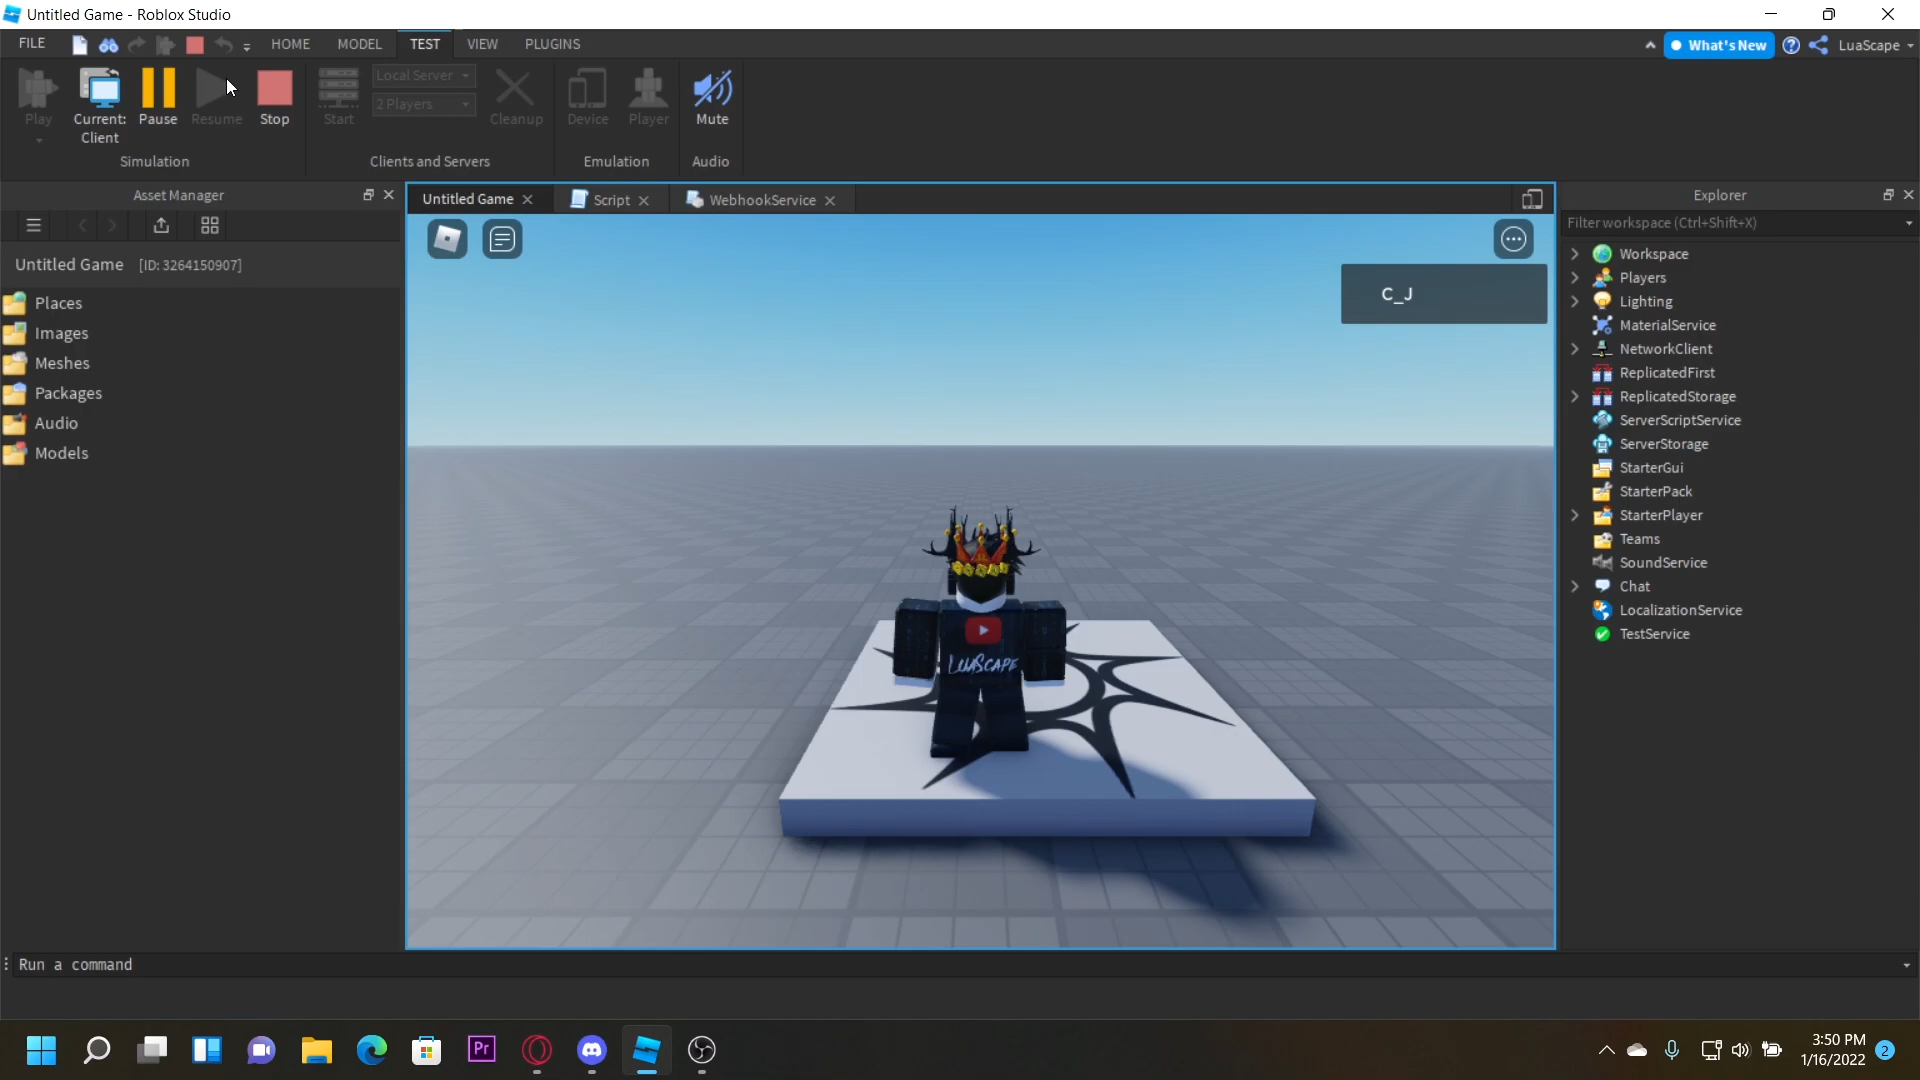 Untitled Game - Roblox Studio
FILE
HOME
MODEL
TEST
VIEW
PLUGINS
What's New
LuaScape
Play
Current:
Client
Pause
Resume
Stop
Simulation
Start
Local Server
2 Players
Cleanup
Clients and Servers
Device
Player
Emulation
Mute
Audio
Asset Manager
Untitled Game [ID: 3264150907]
Places
Images
Meshes
Packages
Audio
Models
Untitled Game
Script
WebhookService
C_J
LUASCAPE
Explorer
Filter workspace (Ctrl+Shift+X)
Workspace
Players
Lighting
MaterialService
NetworkClient
ReplicatedFirst
ReplicatedStorage
ServerScriptService
ServerStorage
StarterGui
StarterPack
StarterPlayer
Teams
SoundService
Chat
LocalizationService
TestService
Run a command
Pr
3:50 PM
1/16/2022
2